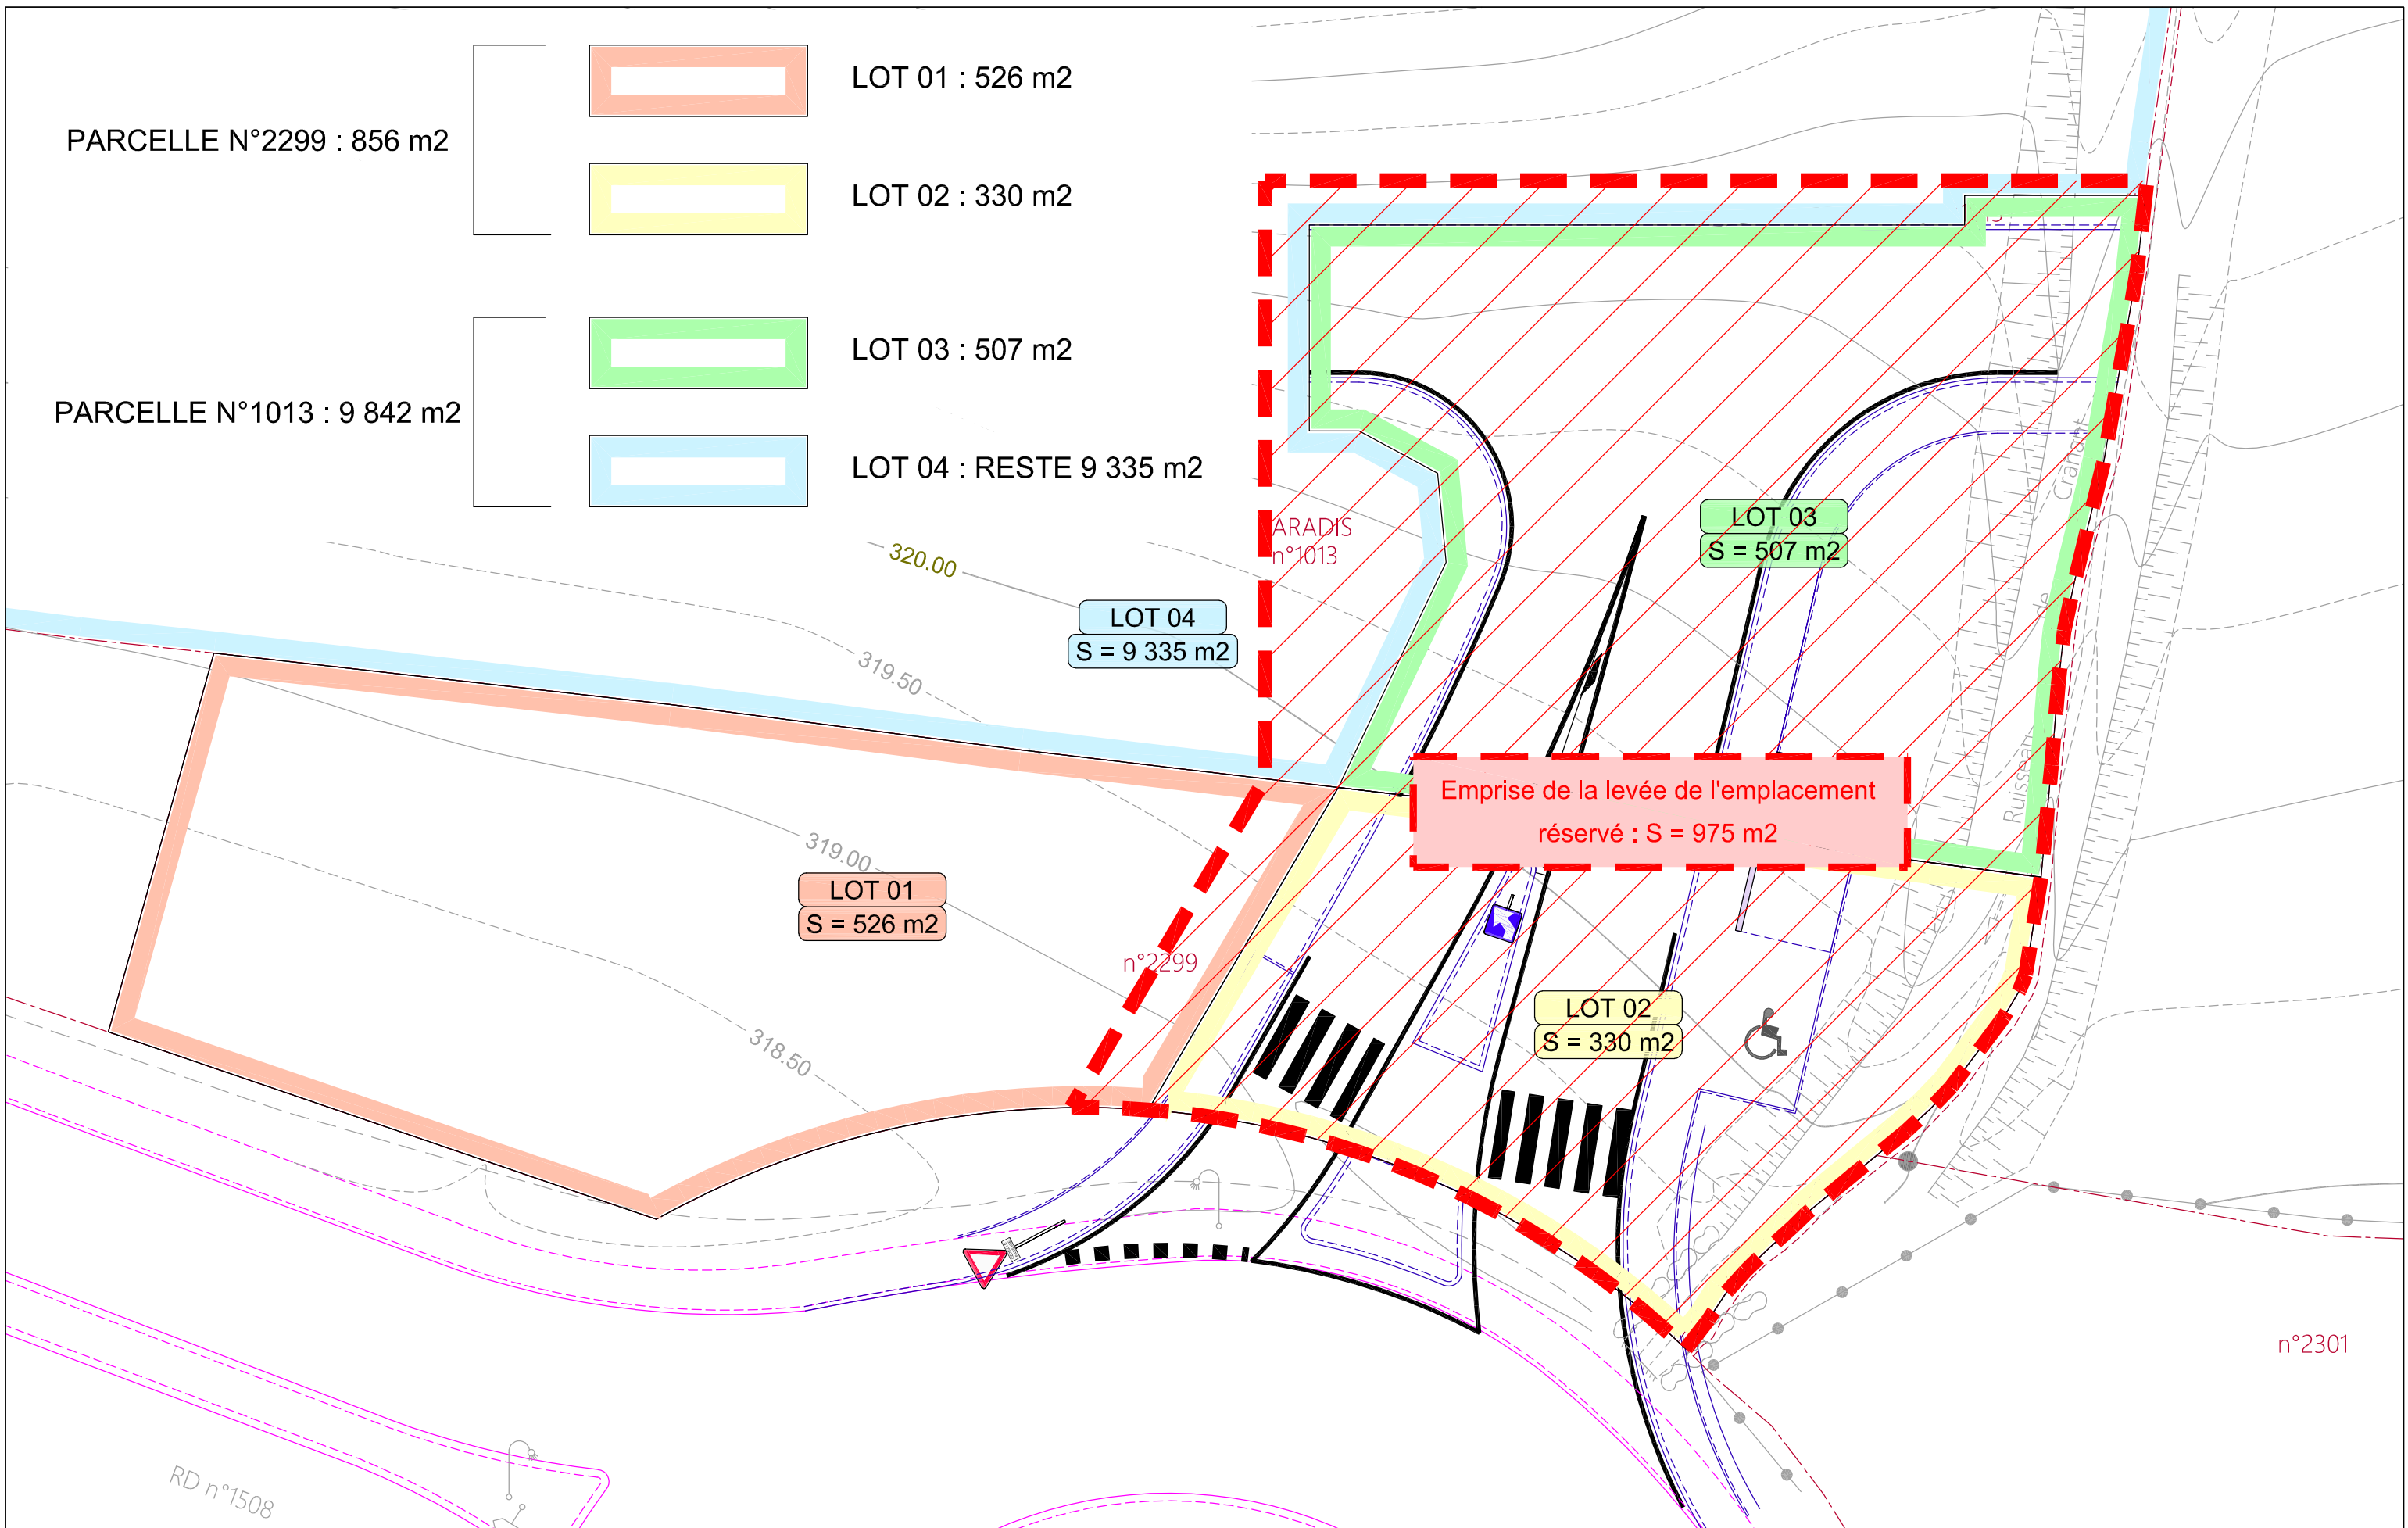 LOT 01 : 526 m2
PARCELLE N°2299 : 856 m2
LOT 02 : 330 m2
LOT 03 : 507 m2
PARCELLE N°1013 : 9 842 m2
LOT 04 : RESTE 9 335 m2
320.00
ARADIS
n°1013
LOT 03
S = 507 m2
LOT 04
S = 9 335 m2
319.50
Emprise de la levée de l'emplacement
réservé : S = 975 m2
319.00
LOT 01
S = 526 m2
n°2299
LOT 02
S = 330 m2
318.50
n°2301
RD n°1508